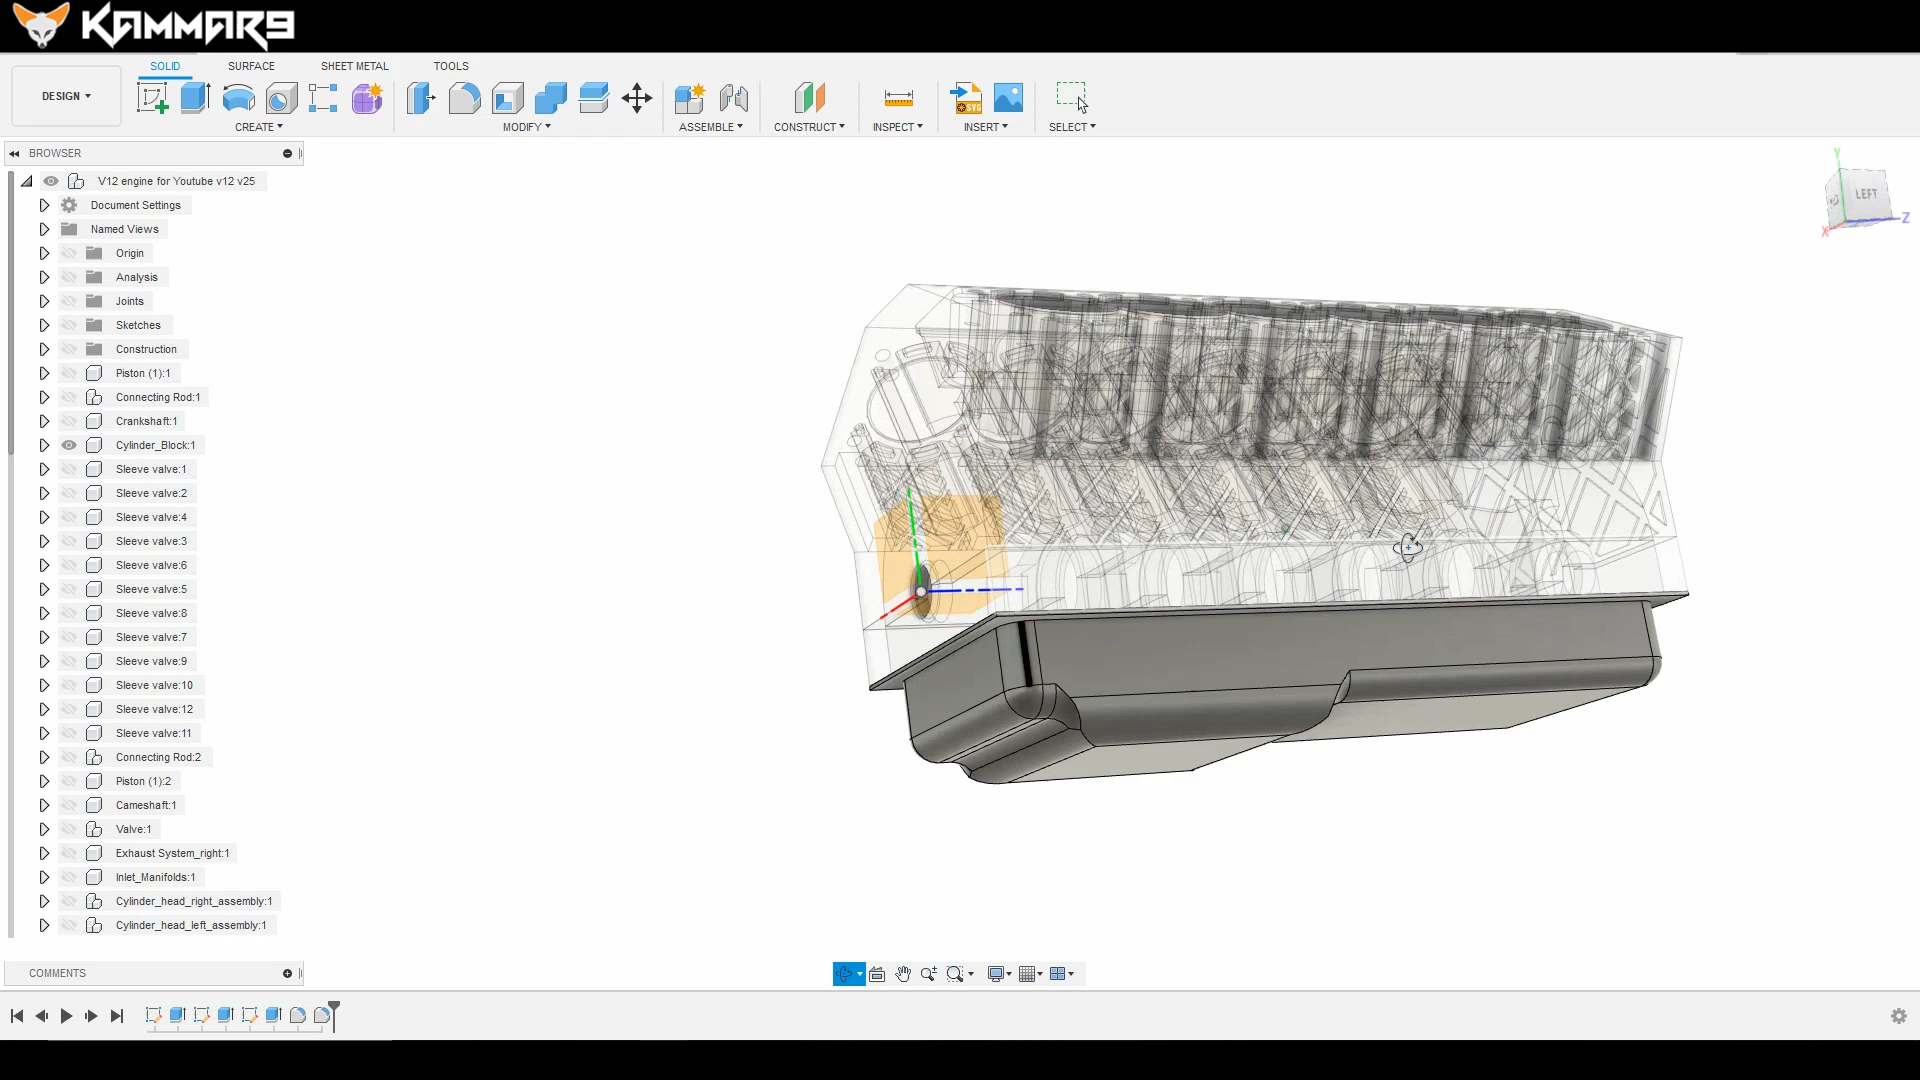 KAMMAR9
SOLID SURFACE SHEET METAL TOOLS
DESIGN
CREATE MODIFY ASSEMBLE CONSTRUCT INSPECT INSERT SELECT
BROWSER
V12 engine for Youtube v12 v25
Document Settings
Named Views
Origin
Analysis
Joints
Sketches
Construction
Piston (1):1
Connecting Rod:1
Crankshaft:1
Cylinder_Block:1
Sleeve valve:1
Sleeve valve:2
Sleeve valve:4
Sleeve valve:3
Sleeve valve:6
Sleeve valve:5
Sleeve valve:8
Sleeve valve:7
Sleeve valve:9
Sleeve valve:10
Sleeve valve:12
Sleeve valve:11
Connecting Rod:2
Piston (1):2
Cameshaft:1
Valve:1
Exhaust System_right:1
Inlet_Manifolds:1
Cylinder_head_right_assembly:1
Cylinder_head_left_assembly:1
COMMENTS
SVG
Y
LEFT
Z
X